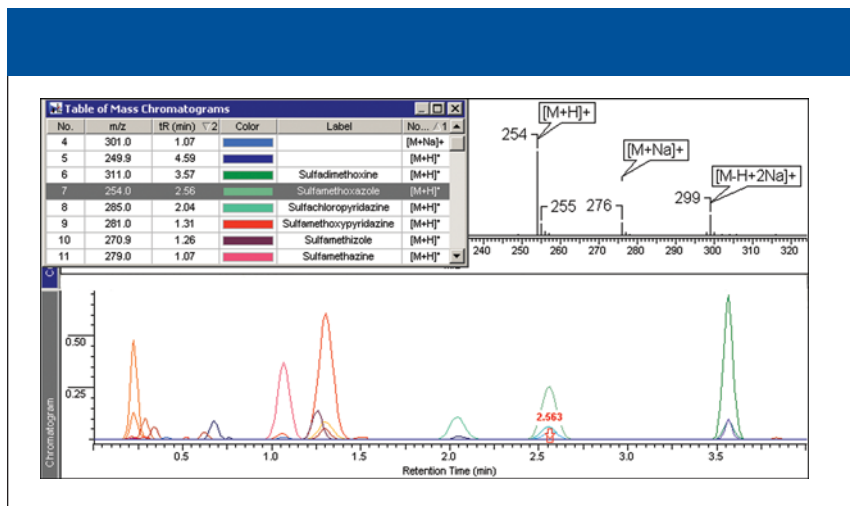 Table of Mass Chromatograms
No. m/z tR (min) ▽2 Color Label No... ∕1
4 301.0 1.07 [M+Na]+
5 249.9 4.59 [M+H]+
6 311.0 3.57 Sulfadimethoxine [M+H]+
7 254.0 2.56 Sulfamethoxazole [M+H]+
8 285.0 2.04 Sulfachloropyridazine [M+H]+
9 281.0 1.31 Sulfamethoxypyridazine [M+H]+
10 270.9 1.26 Sulfamethizole [M+H]+
11 279.0 1.07 Sulfamethazine [M+H]+
[M+H]+
254
[M+Na]+
[M-H+2Na]+
255 276 299
240 250 260 270 280 290 300 310 320
0.50
0.25
2.563
Chromatogram
0.5 1.0 1.5 2.0 2.5 3.0 3.5
Retention Time (min)